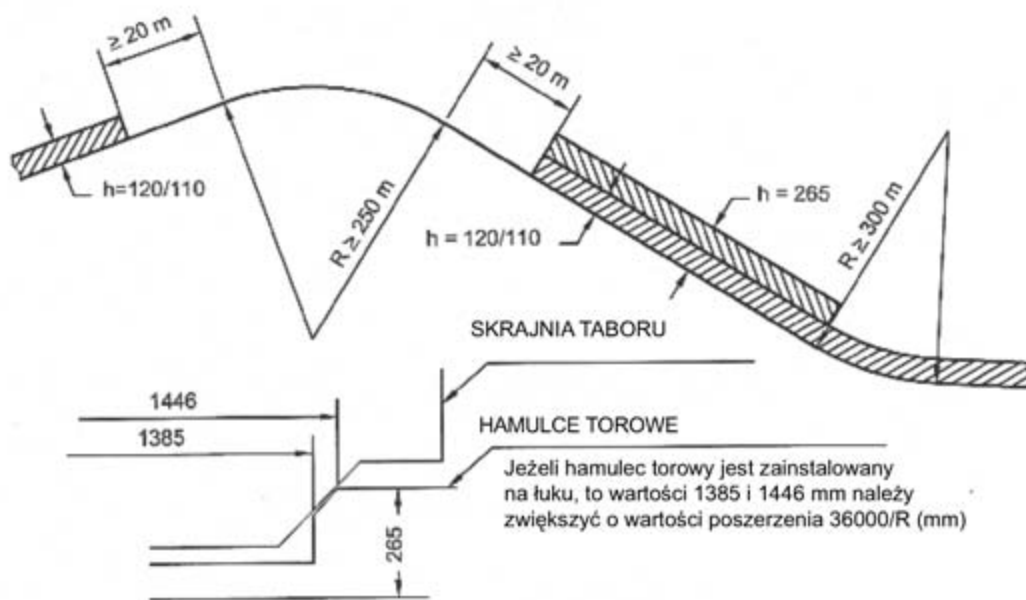 ≥ 20 m
≥ 20 m
h=120/110
R ≥ 250 m
h = 120/110
h = 265
R ≥ 300 m
SKRAJNIA TABORU
1446
HAMULCE TOROWE
1385
Jeżeli hamulec torowy jest zainstalowany
na łuku, to wartości 1385 i 1446 mm należy
zwiększyć o wartości poszerzenia 36000/R (mm)
265